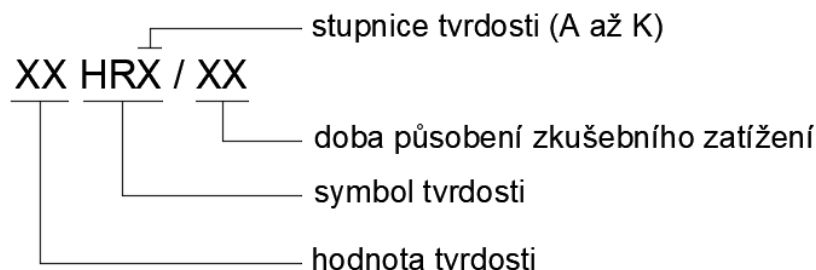 stupnice tvrdosti (A až K)
XX HRX / XX
doba působení zkušebního zatížení
symbol tvrdosti
hodnota tvrdosti